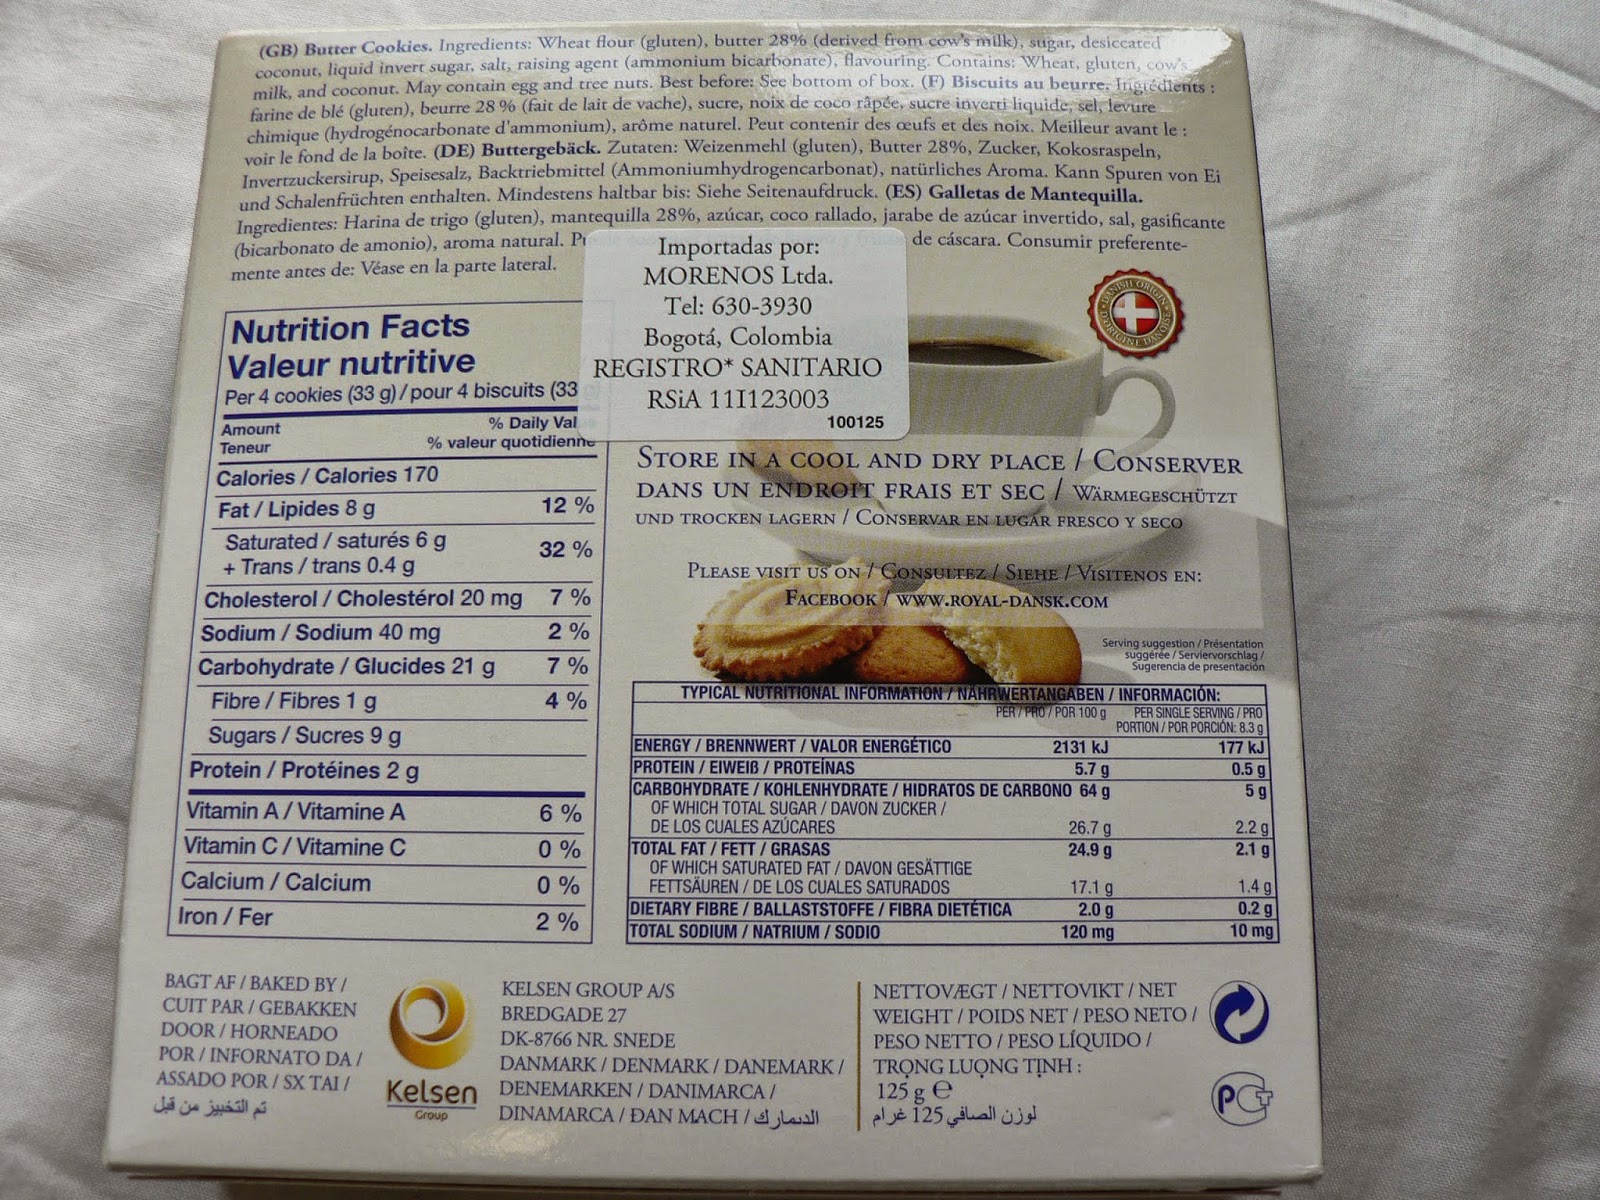 (GB) Butter Cookies. Ingredients: Wheat flour (gluten), butter 28% (derived from cow's milk), sugar, desiccated
coconut, liquid invert sugar, salt, raising agent (ammonium bicarbonate), flavouring. Contains: Wheat, gluten, cow's
milk, and coconut. May contain egg and tree nuts. Best before: See bottom of box. (F) Biscuits au beurre. Ingrédients :
farine de blé (gluten), beurre 28 % (fait de lait de vache), sucre, noix de coco râpée, sucre inverti liquide, sel, levure
chimique (hydrogénocarbonate d'ammonium), arôme naturel. Peut contenir des œufs et des noix. Meilleur avant le :
voir le fond de la boîte. (DE) Buttergebäck. Zutaten: Weizenmehl (gluten), Butter 28%, Zucker, Kokosraspeln,
Invertzuckersirup, Speisesalz, Backtriebmittel (Ammoniumhydrogencarbonat), natürliches Aroma. Kann Spuren von Ei
und Schalenfrüchten enthalten. Mindestens haltbar bis: Siehe Seitenaufdruck. (ES) Galletas de Mantequilla.
Ingredientes: Harina de trigo (gluten), mantequilla 28%, azúcar, coco rallado, jarabe de azúcar invertido, sal, gasificante
(bicarbonato de amonio), aroma natural. de cáscara. Consumir preferente-
mente antes de: Véase en la parte lateral.
Importadas por:
MORENOS Ltda.
Tel: 630-3930
Bogotá, Colombia
REGISTRO* SANITARIO
RSiA 11I123003
100125
DANISH ORIGIN
D'ORIGINE DANOISE
Nutrition Facts
Valeur nutritive
Per 4 cookies (33 g) / pour 4 biscuits (33
Amount % Daily Val
Teneur % valeur quotidienne
Calories / Calories 170
Fat / Lipides 8 g 12 %
Saturated / saturés 6 g
+ Trans / trans 0.4 g 32 %
Cholesterol / Cholestérol 20 mg 7 %
Sodium / Sodium 40 mg 2 %
Carbohydrate / Glucides 21 g 7 %
Fibre / Fibres 1 g 4 %
Sugars / Sucres 9 g
Protein / Protéines 2 g
Vitamin A / Vitamine A 6 %
Vitamin C / Vitamine C 0 %
Calcium / Calcium 0 %
Iron / Fer 2 %
STORE IN A COOL AND DRY PLACE / CONSERVER
DANS UN ENDROIT FRAIS ET SEC / WÄRMEGESCHÜTZT
UND TROCKEN LAGERN / CONSERVAR EN LUGAR FRESCO Y SECO
PLEASE VISIT US ON / CONSULTEZ / SIEHE / VISITENOS EN:
FACEBOOK / WWW.ROYAL-DANSK.COM
Serving suggestion / Présentation
suggérée / Serviervorschlag /
Sugerencia de presentación
TYPICAL NUTRITIONAL INFORMATION / NÄHRWERTANGABEN / INFORMACIÓN:
PER / PRO / POR 100 g PER SINGLE SERVING / PRO
PORTION / POR PORCIÓN: 8.3 g
ENERGY / BRENNWERT / VALOR ENERGÉTICO 2131 kJ 177 kJ
PROTEIN / EIWEIß / PROTEÍNAS 5.7 g 0.5 g
CARBOHYDRATE / KOHLENHYDRATE / HIDRATOS DE CARBONO 64 g 5 g
OF WHICH TOTAL SUGAR / DAVON ZUCKER /
DE LOS CUALES AZÚCARES 26.7 g 2.2 g
TOTAL FAT / FETT / GRASAS 24.9 g 2.1 g
OF WHICH SATURATED FAT / DAVON GESÄTTIGE
FETTSÄUREN / DE LOS CUALES SATURADOS 17.1 g 1.4 g
DIETARY FIBRE / BALLASTSTOFFE / FIBRA DIETÉTICA 2.0 g 0.2 g
TOTAL SODIUM / NATRIUM / SODIO 120 mg 10 mg
BAGT AF / BAKED BY /
CUIT PAR / GEBAKKEN
DOOR / HORNEADO
POR / INFORNATO DA /
ASSADO POR / SX TAI /
تم التخبيز من قبل
Kelsen
Group
KELSEN GROUP A/S
BREDGADE 27
DK-8766 NR. SNEDE
DANMARK / DENMARK / DANEMARK /
DENEMARKEN / DANIMARCA /
DINAMARCA / ĐAN MACH / الدنمارك
NETTOVÆGT / NETTOVIKT / NET
WEIGHT / POIDS NET / PESO NETO /
PESO NETTO / PESO LÍQUIDO /
TRỌNG LUỌNG TỊNH :
125 g ℮
لوزن الصافي 125 غرام